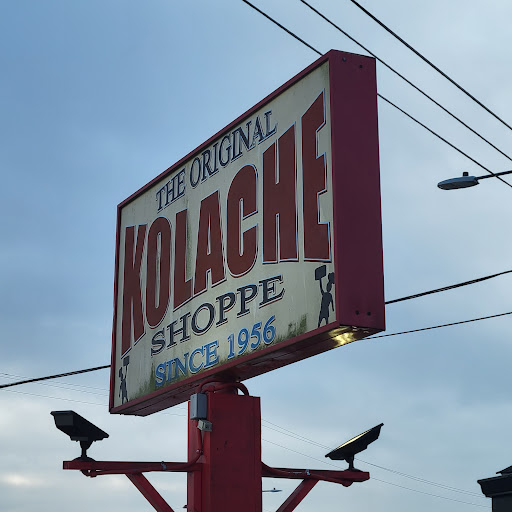 THE ORIGINAL
KOLACHE
SHOPPE
SINCE 1956